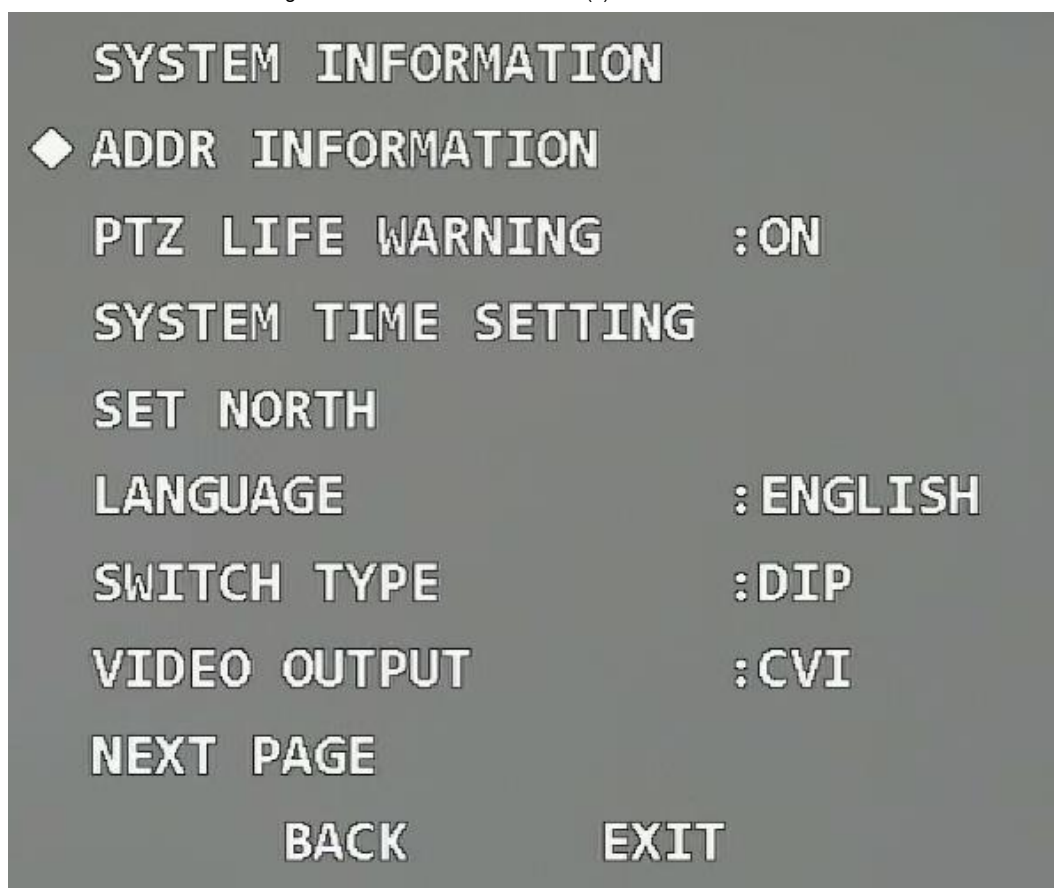 SYSTEM INFORMATION
ADDR INFORMATION
PTZ LIFE WARNING :ON
SYSTEM TIME SETTING
SET NORTH
LANGUAGE :ENGLISH
SWITCH TYPE :DIP
VIDEO OUTPUT :CVI
NEXT PAGE
BACK EXIT